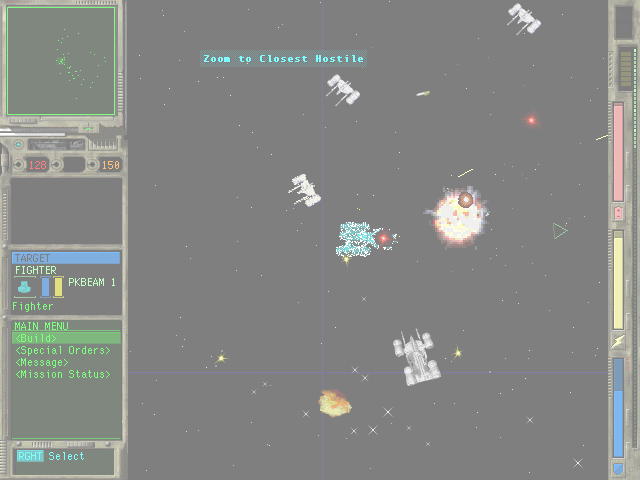 Zoom to Closest Hostile
128 150
TARGET
FIGHTER
PKBEAM 1
Fighter
MAIN MENU
<Build>
<Special Orders>
<Message>
<Mission Status>
RGHT Select